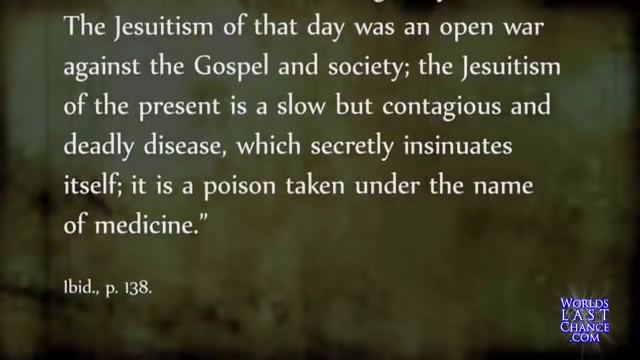 The Jesuitism of that day was an open war
against the Gospel and society; the Jesuitism
of the present is a slow but contagious and
deadly disease, which secretly insinuates
itself; it is a poison taken under the name
of medicine.”
Ibid., p. 138.
WORLDS
LAST
CHANCE
.COM